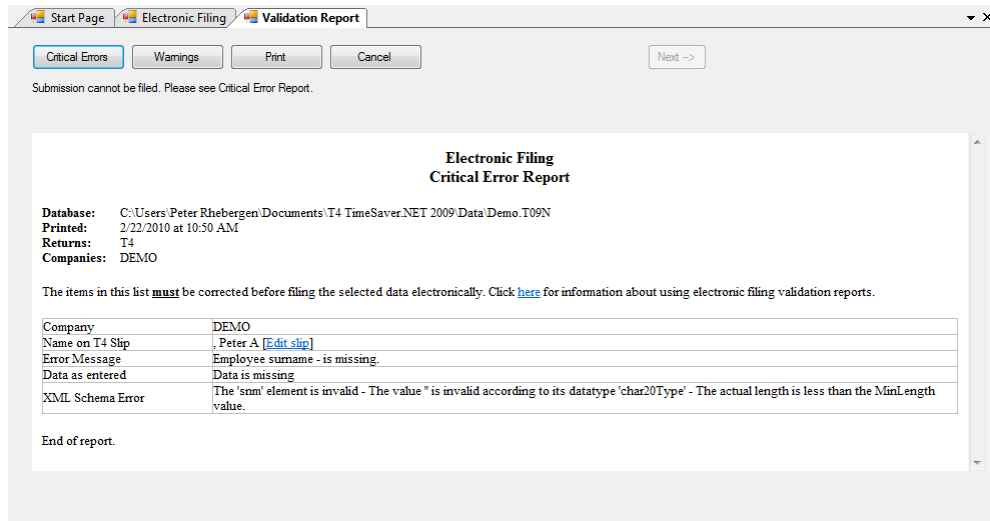 Start Page Electronic Filing Validation Report
Critical Errors Warnings Print Cancel Next -->
Submission cannot be filed. Please see Critical Error Report.
Electronic Filing
Critical Error Report
Database: C:\Users\Peter Rhebergen\Documents\T4 TimeSaver.NET 2009\Data\Demo.T09N
Printed: 2/22/2010 at 10:50 AM
Returns: T4
Companies: DEMO
The items in this list must be corrected before filing the selected data electronically. Click here for information about using electronic filing validation reports.
Company DEMO
Name on T4 Slip , Peter A [Edit slip]
Error Message Employee surname - is missing.
Data as entered Data is missing
XML Schema Error The 'snm' element is invalid - The value '' is invalid according to its datatype 'char20Type' - The actual length is less than the MinLength
value.
End of report.